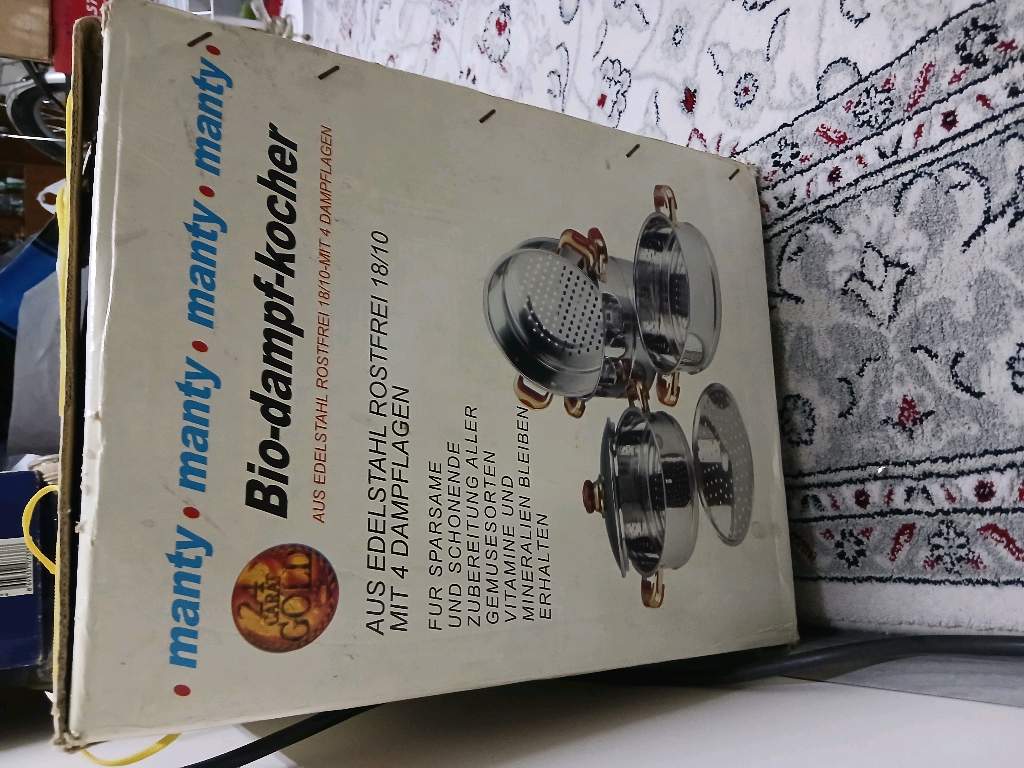 • manty • manty • manty • manty
Bio-dampf-kocher
AUS EDELSTAHL ROSTFREI 18/10-MIT 4 DAMPFLAGEN
CARAT
GOLD
AUS EDELSTAHL ROSTFREI 18/10
MIT 4 DAMPFLAGEN
FUR SPARSAME
UND SCHONENDE
ZUBEREITUNG ALLER
GEMUSESORTEN
VITAMINE UND
MINERALIEN BLEIBEN
ERHALTEN